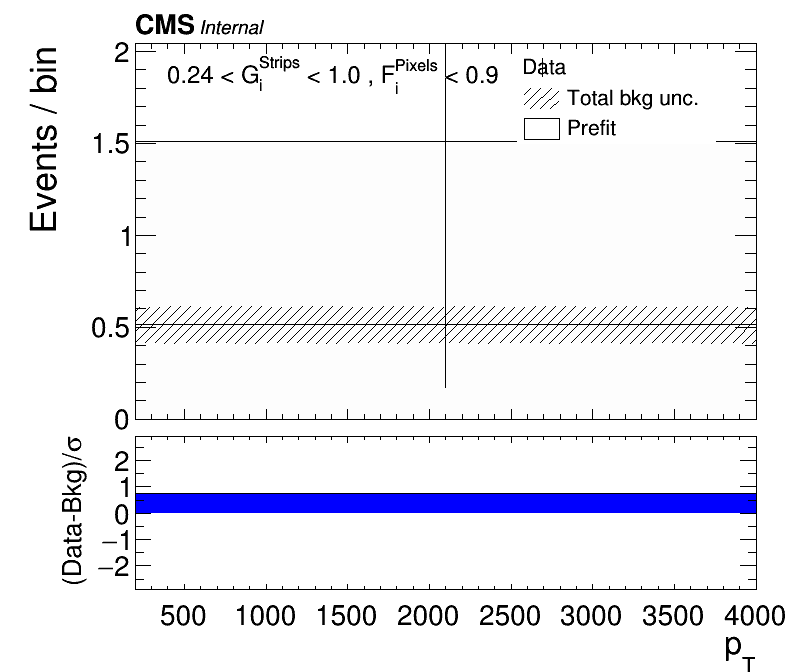 CMS Internal
Events / bin
2
1.5
1
0.5
0
0.24 < G_i^Strips < 1.0 , F_i^Pixels < 0.9
Data
Total bkg unc.
Prefit
(Data-Bkg)/σ
2
1
0
−1
−2
500 1000 1500 2000 2500 3000 3500 4000
p_T